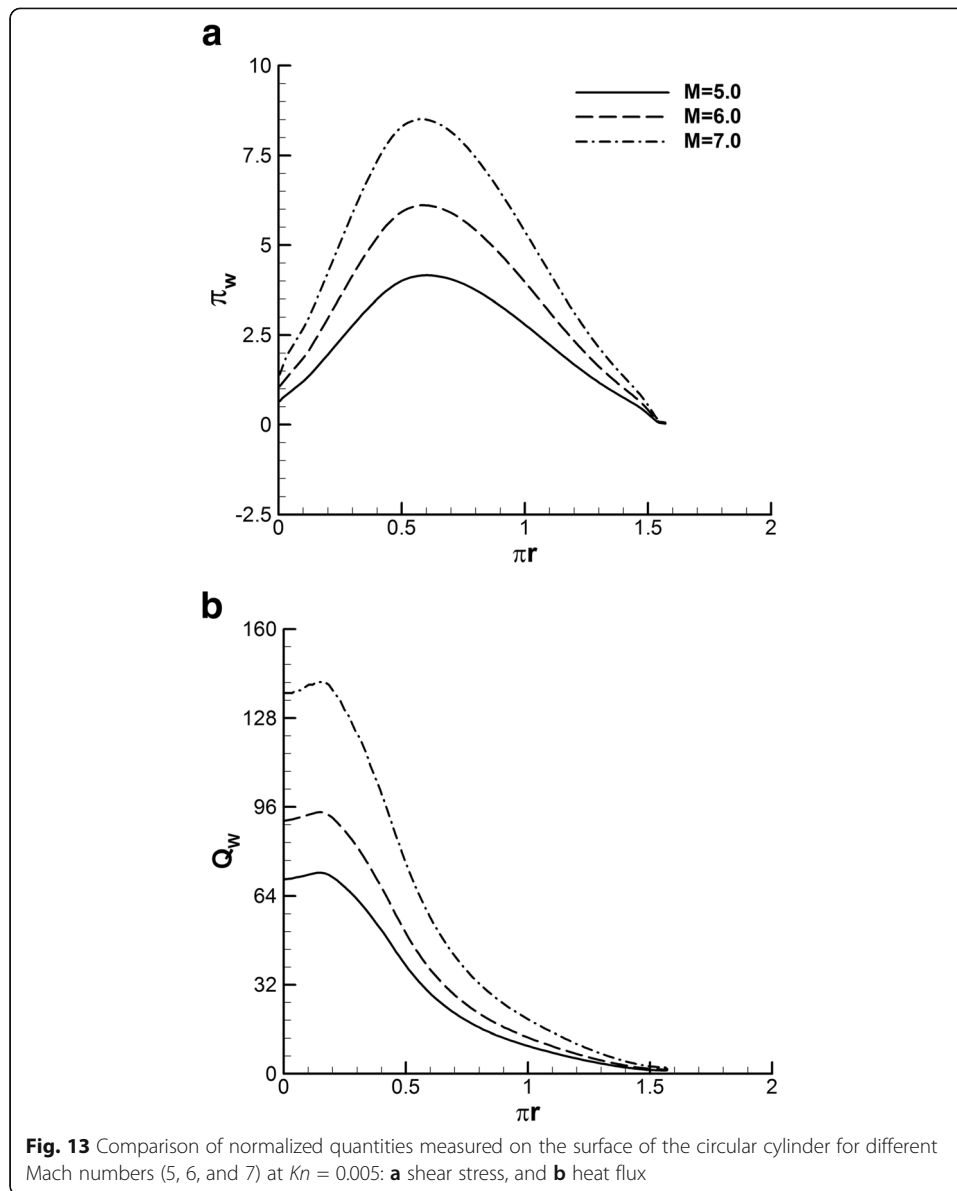 a
10
7.5
5
2.5
0
-2.5
π_w
M=5.0
M=6.0
M=7.0
0 0.5 1 1.5 2
πr
b
160
128
96
64
32
0
Q_w
0 0.5 1 1.5 2
πr
Fig. 13 Comparison of normalized quantities measured on the surface of the circular cylinder for different
Mach numbers (5, 6, and 7) at Kn = 0.005: a shear stress, and b heat flux